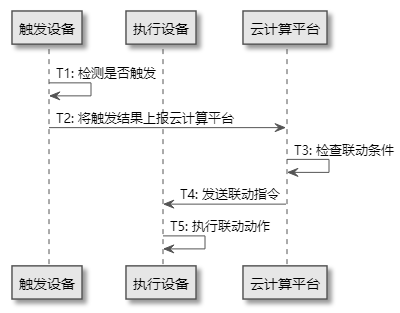 触发设备 执行设备 云计算平台
T1: 检测是否触发
T2: 将触发结果上报云计算平台
T3: 检查联动条件
T4: 发送联动指令
T5: 执行联动动作
触发设备 执行设备 云计算平台